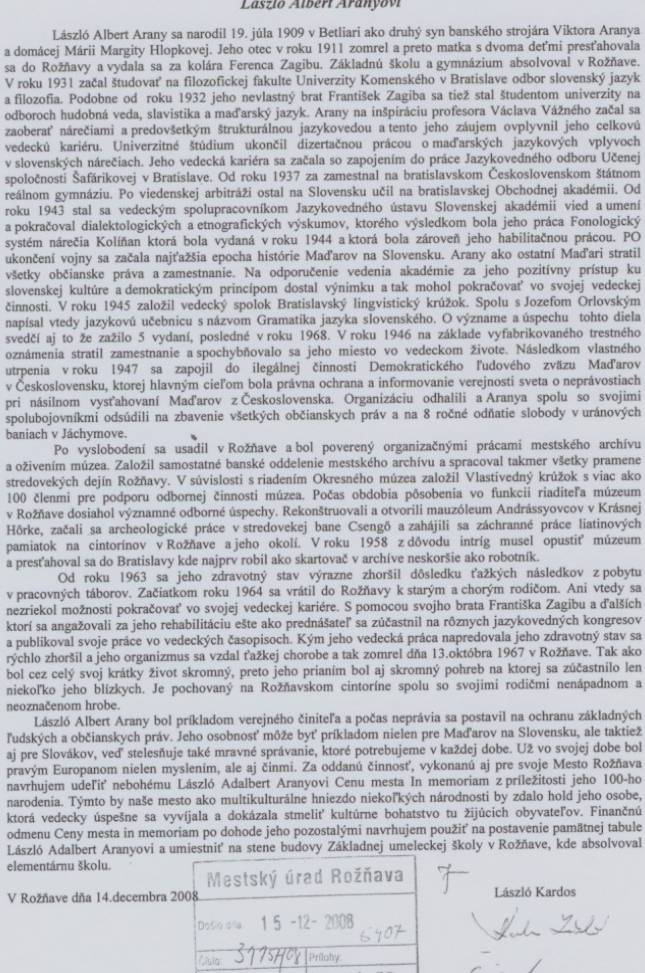 László Albert Aranyovi
László Albert Arany sa narodil 19. júla 1909 v Betliari ako druhý syn banského strojára Viktora Aranya
a domácej Márii Margity Hlopkovej. Jeho otec v roku 1911 zomrel a preto matka s dvoma deťmi presťahovala
sa do Rožňavy a vydala sa za kolára Ferenca Zagibu. Základnú školu a gymnázium absolvoval v Rožňave.
V roku 1931 začal študovať na filozofickej fakulte Univerzity Komenského v Bratislave odbor slovenský jazyk
a filozofia. Podobne od roku 1932 jeho nevlastný brat František Zagiba sa tiež stal študentom univerzity na
odboroch hudobná veda, slavistika a maďarský jazyk. Arany na inšpiráciu profesora Václava Vážného začal sa
zaoberať nárečiami a predovšetkým štrukturálnou jazykovedou a tento jeho záujem ovplyvnil jeho celkovú
vedeckú kariéru. Univerzitné štúdium ukončil dizertačnou prácou o maďarských jazykových vplyvoch
v slovenských nárečiach. Jeho vedecká kariéra sa začala so zapojením do práce Jazykovedného odboru Učenej
spoločnosti Šafárikovej v Bratislave. Od roku 1937 za zamestnal na bratislavskom Československom štátnom
reálnom gymnáziu. Po viedenskej arbitráži ostal na Slovensku učil na bratislavskej Obchodnej akadémii. Od
roku 1943 stal sa vedeckým spolupracovníkom Jazykovedného ústavu Slovenskej akadémii vied a umení
a pokračoval dialektologických a etnografických výskumov, ktorého výsledkom bola jeho práca Fonologický
systém nárečia Kolíňan ktorá bola vydaná v roku 1944 a ktorá bola zároveň jeho habilitačnou prácou. PO
ukončení vojny sa začala najťažšia epocha histórie Maďarov na Slovensku. Arany ako ostatní Maďari stratil
všetky občianske práva a zamestnanie. Na odporučenie vedenia akadémie za jeho pozitívny prístup ku
slovenskej kultúre a demokratickým princípom dostal výnimku a tak mohol pokračovať vo svojej vedeckej
činnosti. V roku 1945 založil vedecký spolok Bratislavský lingvistický krúžok. Spolu s Jozefom Orlovským
napísal vtedy jazykovú učebnicu s názvom Gramatika jazyka slovenského. O význame a úspechu tohto diela
svedčí aj to že zažilo 5 vydaní, posledné v roku 1968. V roku 1946 na základe vyfabrikovaného trestného
oznámenia stratil zamestnanie a spochybňovalo sa jeho miesto vo vedeckom živote. Následkom vlastného
utrpenia v roku 1947 sa zapojil do ilegálnej činnosti Demokratického ľudového zväzu Maďarov
v Československu, ktorej hlavným cieľom bola právna ochrana a informovanie verejnosti sveta o neprávostiach
pri násilnom vysťahovaní Maďarov z Československa. Organizáciu odhalili a Aranya spolu so svojimi
spolubojovníkmi odsúdili na zbavenie všetkých občianskych práv a na 8 ročné odňatie slobody v uránových
baniach v Jáchymove.
Po vyslobodení sa usadil v Rožňave a bol poverený organizačnými prácami mestského archívu
a oživením múzea. Založil samostatné banské oddelenie mestského archívu a spracoval takmer všetky pramene
stredovekých dejín Rožňavy. V súvislosti s riadením Okresného múzea založil Vlastivedný krúžok s viac ako
100 členmi pre podporu odbornej činnosti múzea. Počas obdobia pôsobenia vo funkcii riaditeľa múzeum
v Rožňave dosiahol významné odborné úspechy. Rekonštruovali a otvorili mauzóleum Andrássyovcov v Krásnej
Hôrke, začali sa archeologické práce v stredovekej bane Csengő a zahájili sa záchranné práce liatinových
pamiatok na cintorínov v Rožňave a jeho okolí. V roku 1958 z dôvodu intríg musel opustiť múzeum
a presťahoval sa do Bratislavy kde najprv robil ako skartovač v archíve neskoršie ako robotník.
Od roku 1963 sa jeho zdravotný stav výrazne zhoršil dôsledku ťažkých následkov z pobytu
v pracovných táborov. Začiatkom roku 1964 sa vrátil do Rožňavy k starým a chorým rodičom. Ani vtedy sa
nezriekol možnosti pokračovať vo svojej vedeckej kariére. S pomocou svojho brata Františka Zagibu a ďalších
ktorí sa angažovali za jeho rehabilitáciu ešte ako prednášateľ sa zúčastnil na rôznych jazykovedných kongresov
a publikoval svoje práce vo vedeckých časopisoch. Kým jeho vedecká práca napredovala jeho zdravotný stav sa
rýchlo zhoršil a jeho organizmus sa vzdal ťažkej chorobe a tak zomrel dňa 13.októbra 1967 v Rožňave. Tak ako
bol cez celý svoj krátky život skromný, preto jeho prianím bol aj skromný pohreb na ktorej sa zúčastnilo len
niekoľko jeho blízkych. Je pochovaný na Rožňavskom cintoríne spolu so svojimi rodičmi nenápadnom a
neoznačenom hrobe.
László Albert Arany bol príkladom verejného činiteľa a počas neprávia sa postavil na ochranu základných
ľudských a občianskych práv. Jeho osobnosť môže byť príkladom nielen pre Maďarov na Slovensku, ale taktiež
aj pre Slovákov, veď stelesňuje také mravné správanie, ktoré potrebujeme v každej dobe. Už vo svojej dobe bol
pravým Europanom nielen myslením, ale aj činmi. Za oddanú činnosť, vykonanú aj pre svoje Mesto Rožňava
navrhujem udeliť nebohému László Adalbert Aranyovi Cenu mesta In memoriam z príležitosti jeho 100-ho
narodenia. Týmto by naše mesto ako multikultúrne hniezdo niekoľkých národnosti by zdalo hold jeho osobe,
ktorá vedecky úspešne sa vyvíjala a dokázala stmeliť kultúrne bohatstvo tu žijúcich obyvateľov. Finančnú
odmenu Ceny mesta in memoriam po dohode jeho pozostalými navrhujem použiť na postavenie pamätnej tabule
László Adalbert Aranyovi a umiestniť na stene budovy Základnej umeleckej školy v Rožňave, kde absolvoval
elementárnu školu.
V Rožňave dňa 14.decembra 2008
László Kardos
Mestský úrad Rožňava
Došlo dňa 15 -12- 2008
6407
Číslo: Prílohy: